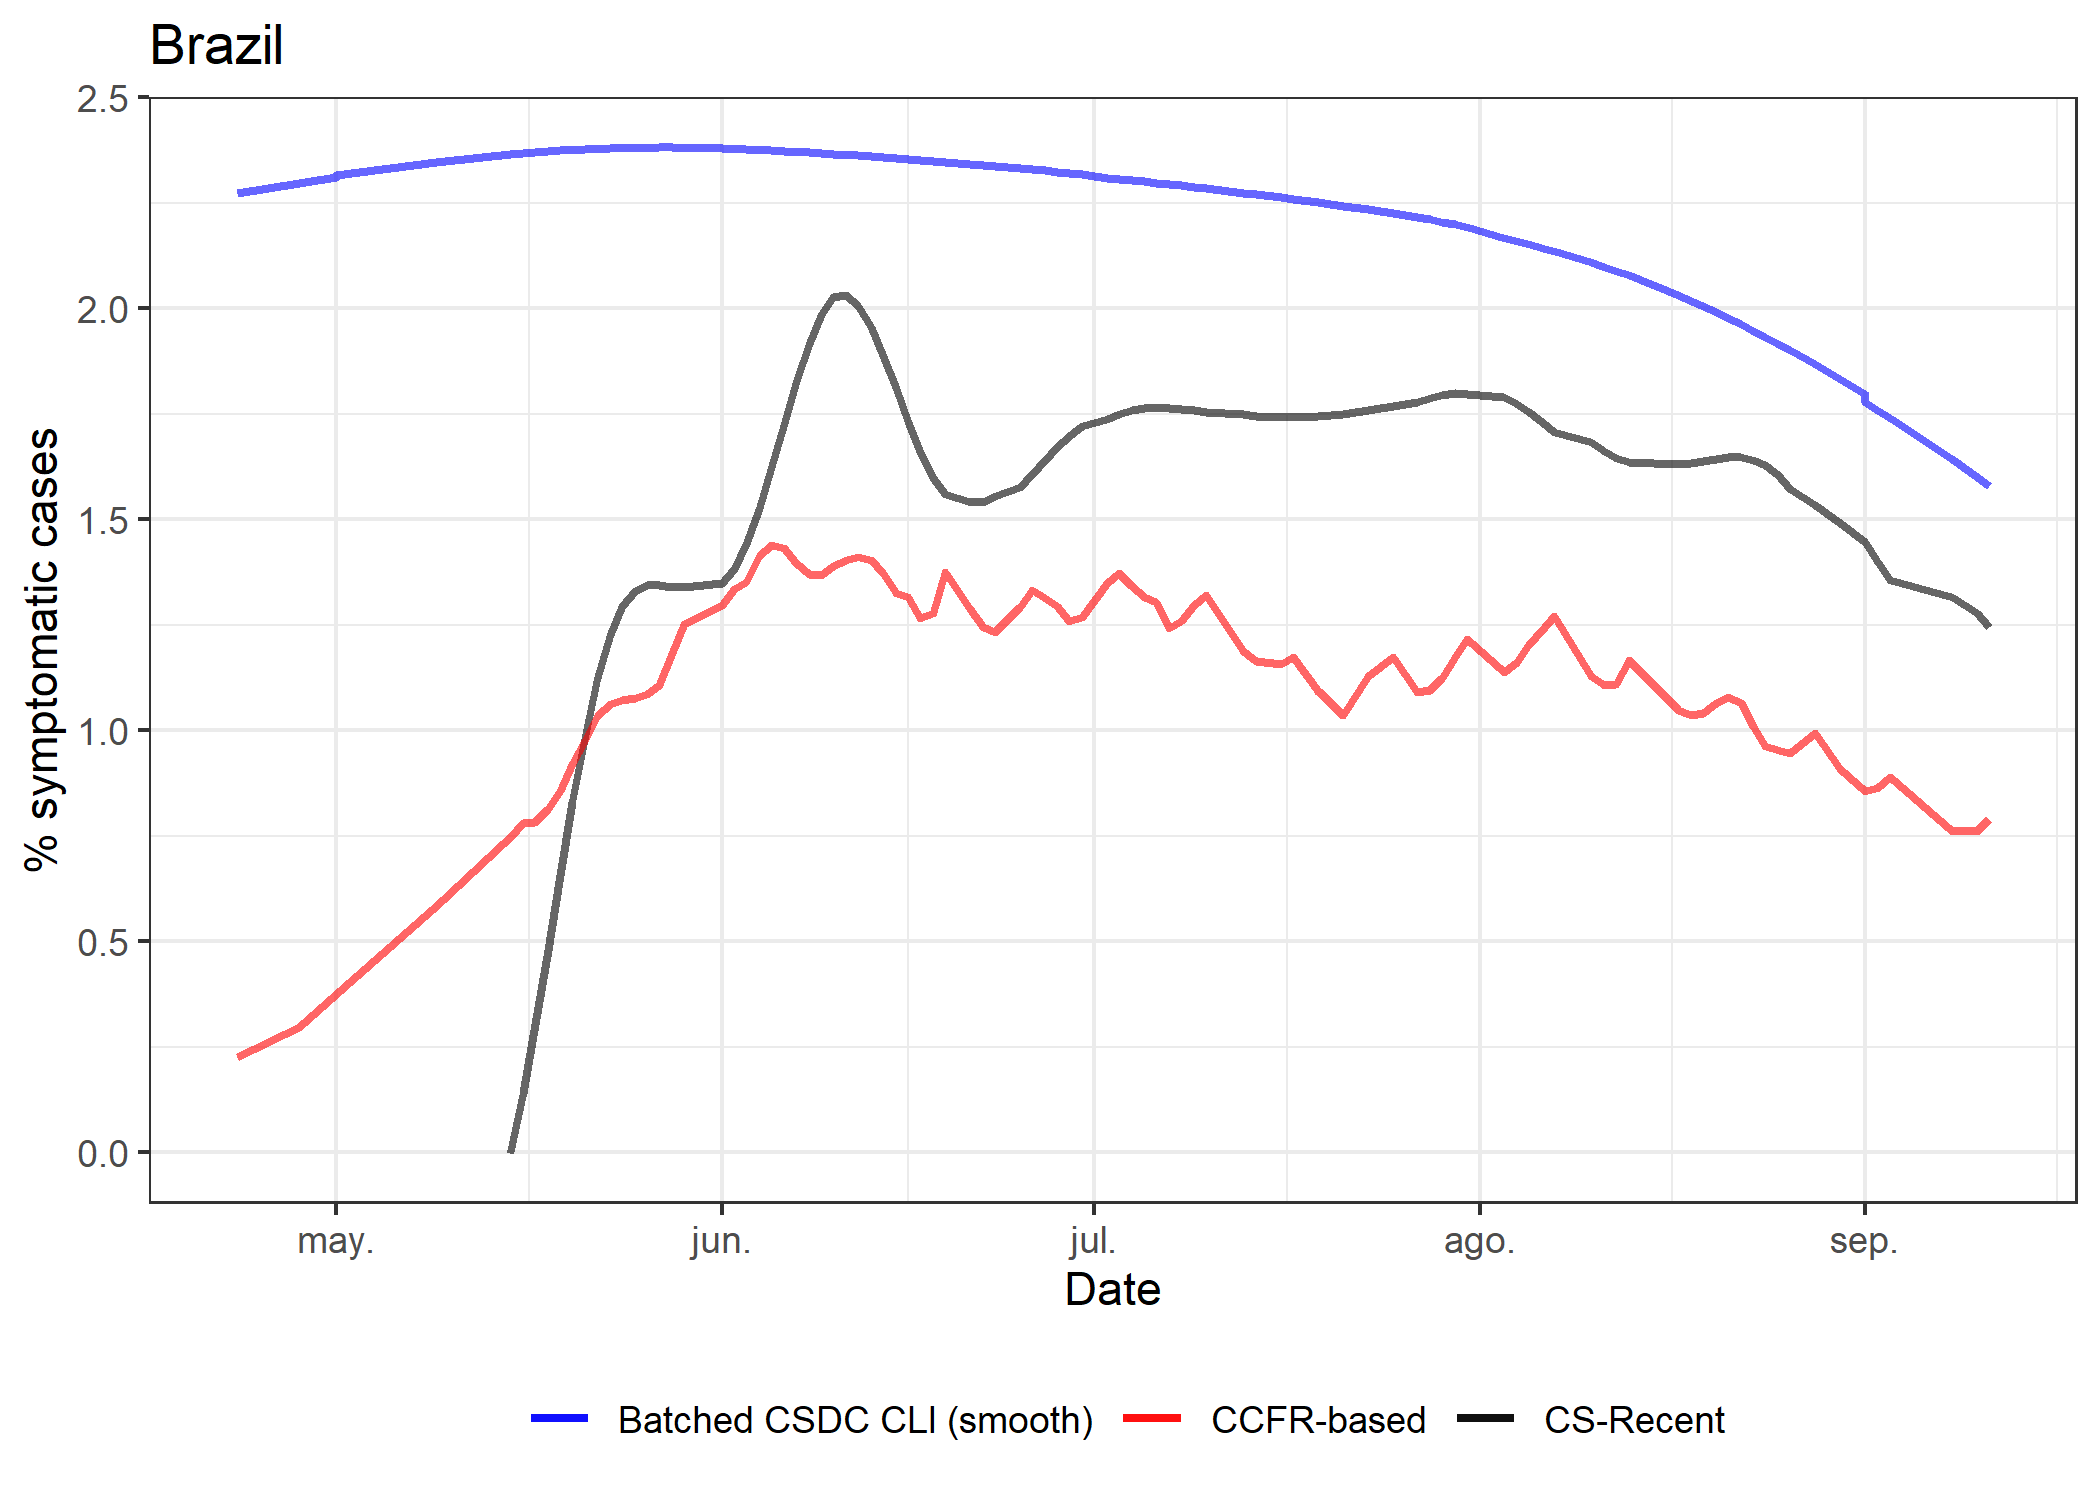 Brazil
2.5
2.0
1.5
1.0
0.5
0.0
% symptomatic cases
may. jun. jul. ago. sep.
Date
Batched CSDC CLI (smooth) CCFR-based CS-Recent